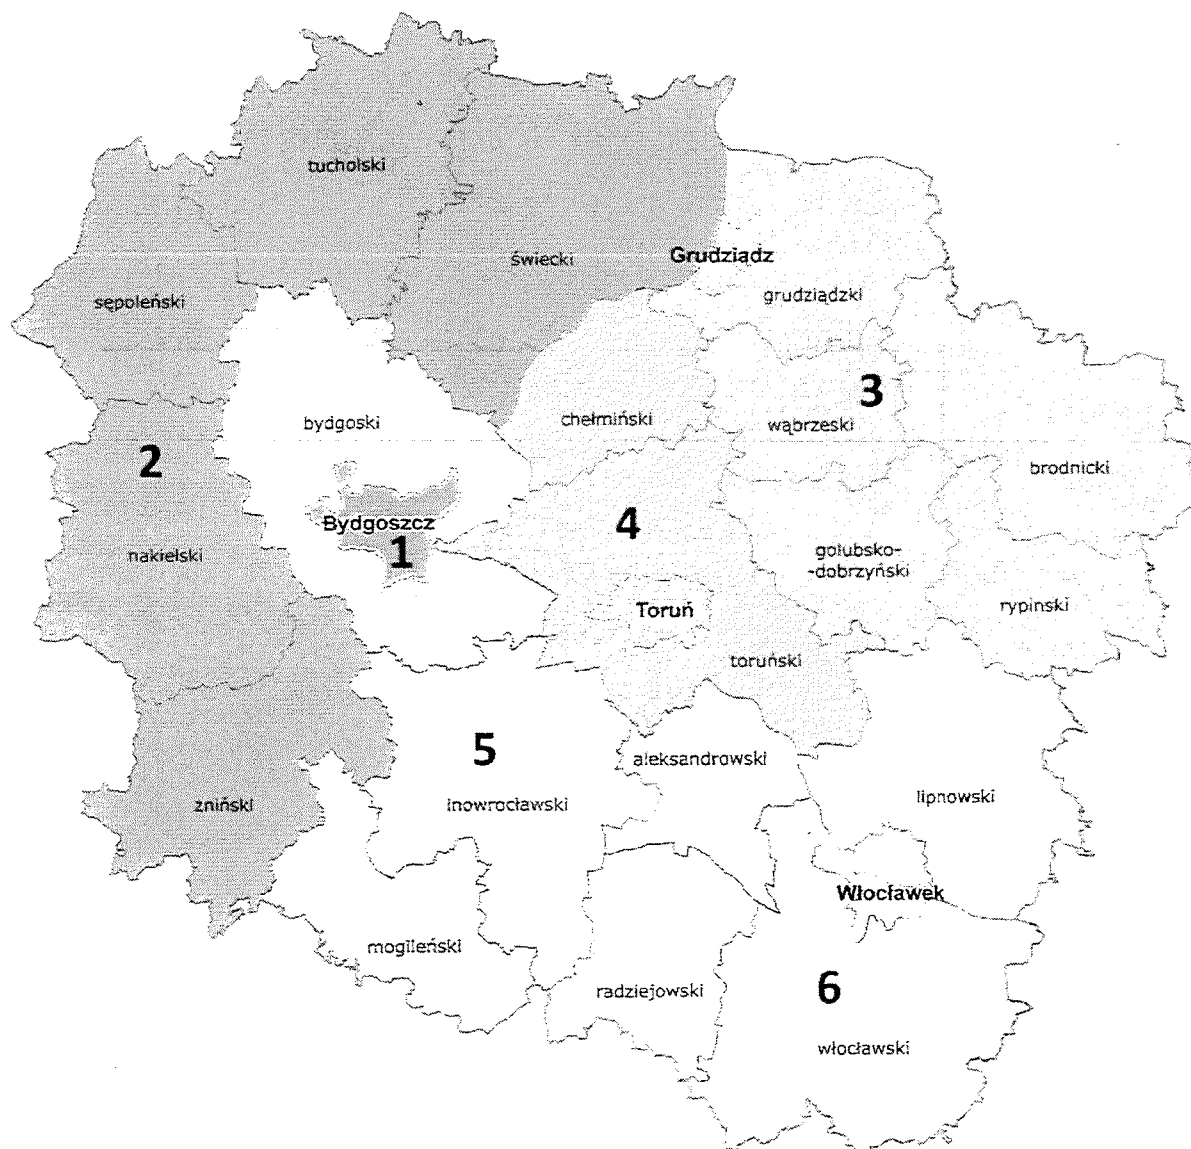 tucholski
świecki
Grudziądz
grudziądzki
sępoleński
3
chełmiński
wąbrzeski
bydgoski
2
brodnicki
4
Bydgoszcz
1
nakielski
golubsko-
-dobrzyński
Toruń
rypinski
toruński
5
aleksandrowski
żniński
inowrocławski
lipnowski
Włocławek
mogileński
6
radziejowski
włocławski